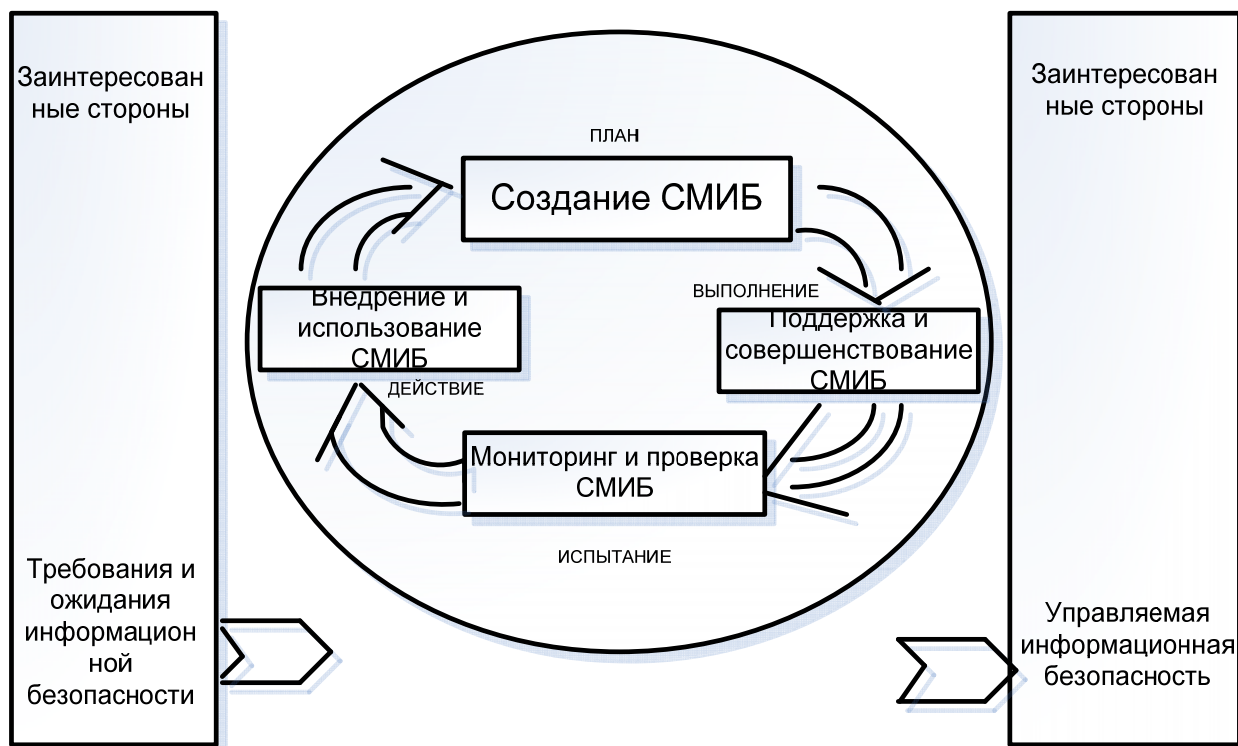 Заинтересован
ные стороны
Требования и
ожидания
информацион
ной
безопасности
ПЛАН
Создание СМИБ
ВЫПОЛНЕНИЕ
Поддержка и
совершенствование
СМИБ
Внедрение и
использование
СМИБ
ДЕЙСТВИЕ
Мониторинг и проверка
СМИБ
ИСПЫТАНИЕ
Заинтересован
ные стороны
Управляемая
информационная
безопасность